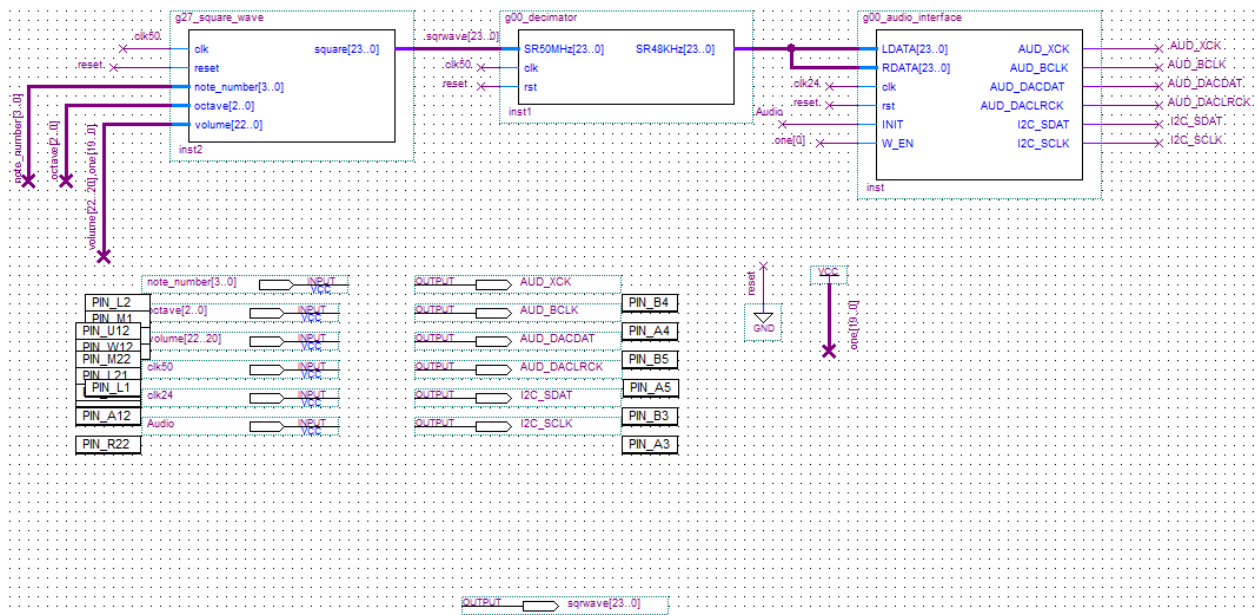 g27_square_wave
clk50
clk
square[23..0]
reset
reset
note_number[3..0]
octave[2..0]
volume[22..0]
inst2
note_number[3..0]
octave[2..0]
volume[22..20],one[19..0]
sqrwave[23..0]
g00_decimator
SR50MHz[23..0]
SR48KHz[23..0]
clk50
clk
reset
rst
inst1
g00_audio_interface
LDATA[23..0]
AUD_XCK
AUD_XCK
RDATA[23..0]
AUD_BCLK
AUD_BCLK
clk24
clk
AUD_DACDAT
AUD_DACDAT
reset
rst
AUD_DACLRCK
AUD_DACLRCK
Audio
INIT
I2C_SDAT
I2C_SDAT
one[0]
W_EN
I2C_SCLK
I2C_SCLK
inst
note_number[3..0]
INPUT
VCC
PIN_L2
PIN_M1
octave[2..0]
INPUT
VCC
PIN_U12
PIN_W12
volume[22..20]
INPUT
VCC
PIN_M22
PIN_L21
clk50
INPUT
VCC
PIN_L1
clk24
INPUT
VCC
PIN_A12
Audio
INPUT
VCC
PIN_R22
OUTPUT
AUD_XCK
PIN_B4
OUTPUT
AUD_BCLK
PIN_A4
OUTPUT
AUD_DACDAT
PIN_B5
OUTPUT
AUD_DACLRCK
PIN_A5
OUTPUT
I2C_SDAT
PIN_B3
OUTPUT
I2C_SCLK
PIN_A3
reset
GND
VCC
one[19..0]
OUTPUT
sqrwave[23..0]